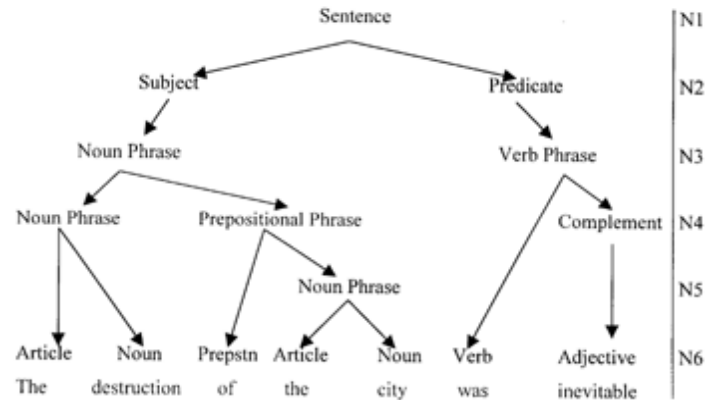 Sentence N1
Subject Predicate N2
Noun Phrase Verb Phrase N3
Noun Phrase Prepositional Phrase Complement N4
Noun Phrase N5
Article Noun Prepstn Article Noun Verb Adjective N6
The destruction of the city was inevitable